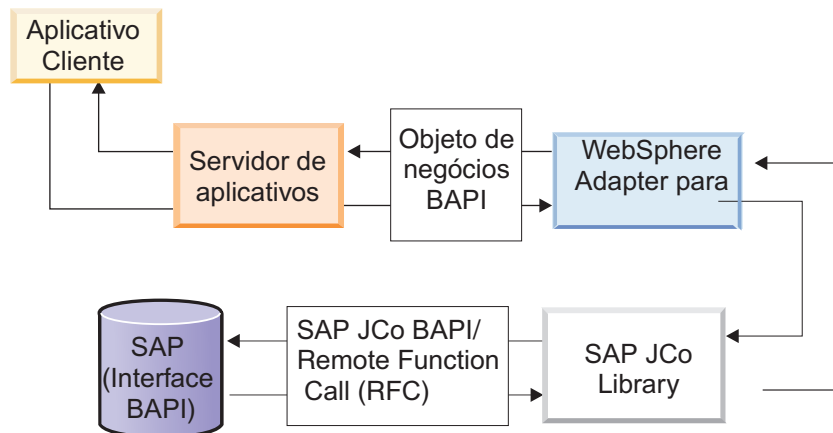 Aplicativo
Cliente
Servidor de
aplicativos
Objeto de
negócios
BAPI
WebSphere
Adapter para
SAP
(Interface
BAPI)
SAP JCo BAPI/
Remote Function
Call (RFC)
SAP JCo
Library